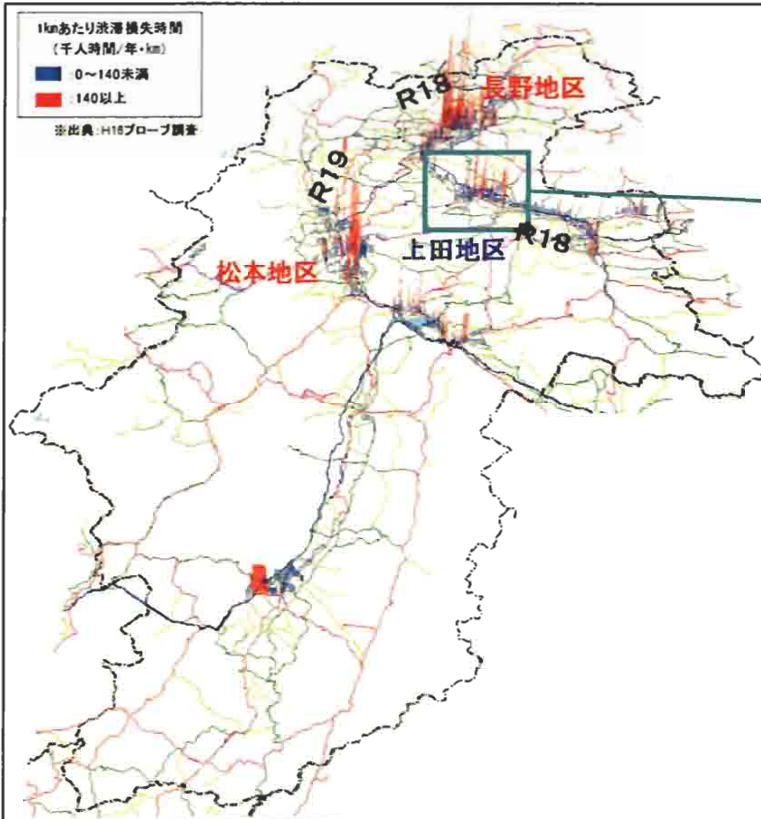 1kmあたり渋滞損失時間
(千人時間/年・km)
:0～140未満
:140以上
※出典:H16プローブ調査
R18
長野地区
R19
上田地区
R18
松本地区